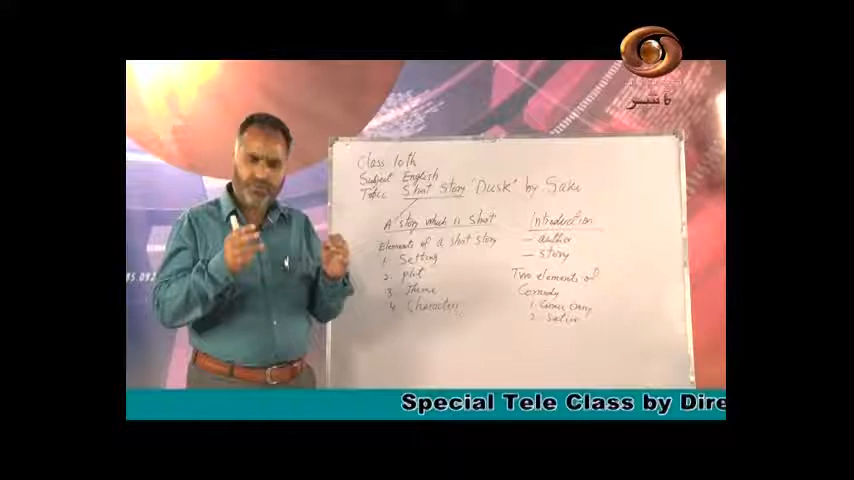 کاشر
Class 10th
Subject English
Topic Short Story "Dusk" by Saki
A story which is short
Elements of a short story
1. Setting
2. plot
3. Theme
4. Characters
Introduction
- author
- story
Two elements of
Comedy
1.
2. Satire
Special Tele Class by Dire